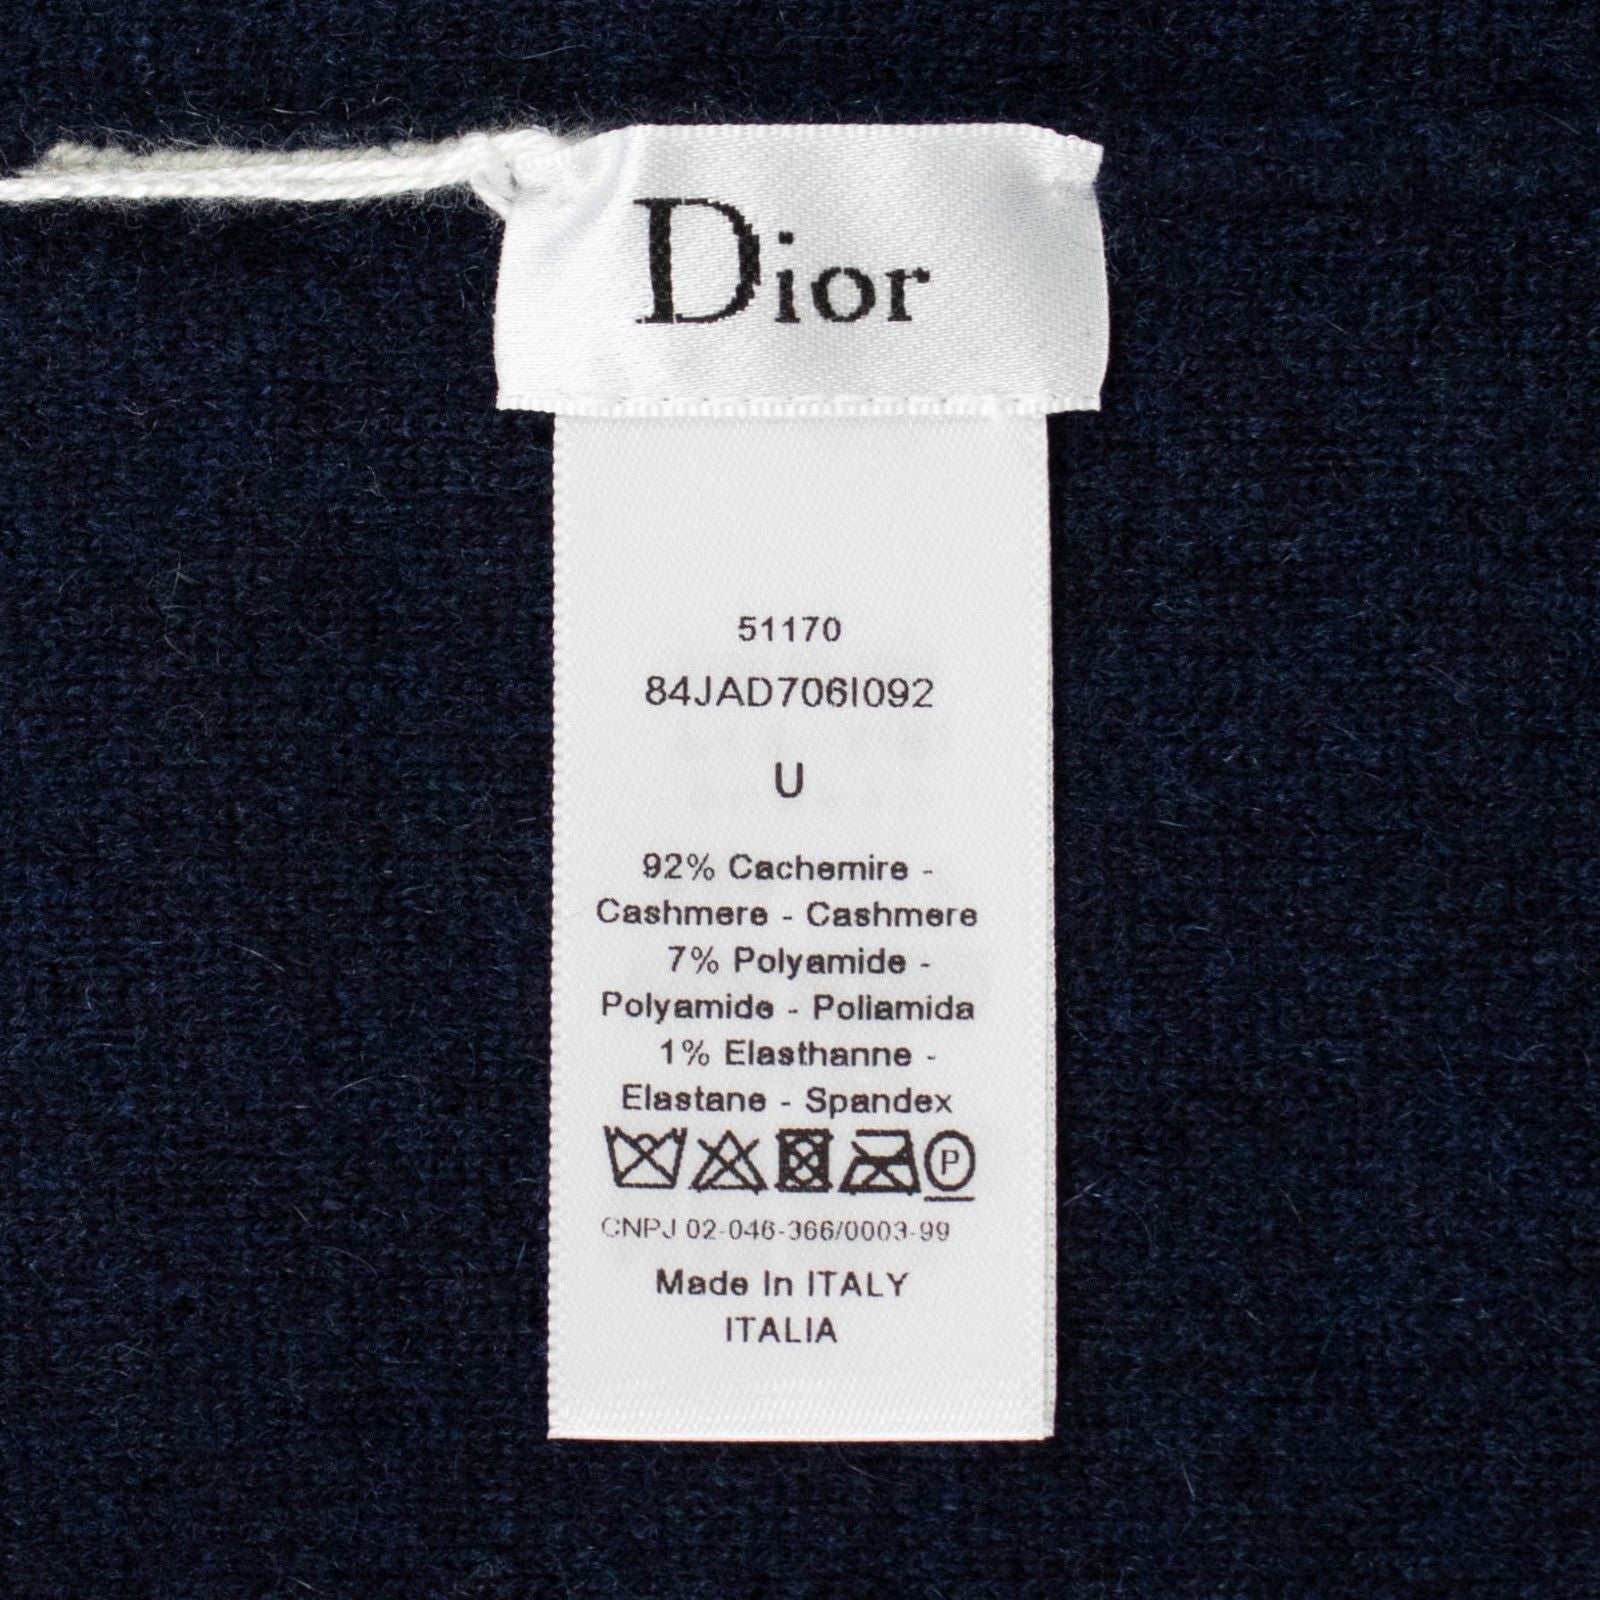 Dior
51170
84JAD706I092
U
92% Cachemire -
Cashmere - Cashmere
7% Polyamide -
Polyamide - Poliamida
1% Elasthanne -
Elastane - Spandex
P
CNPJ 02-046-366/0003-99
Made In ITALY
ITALIA